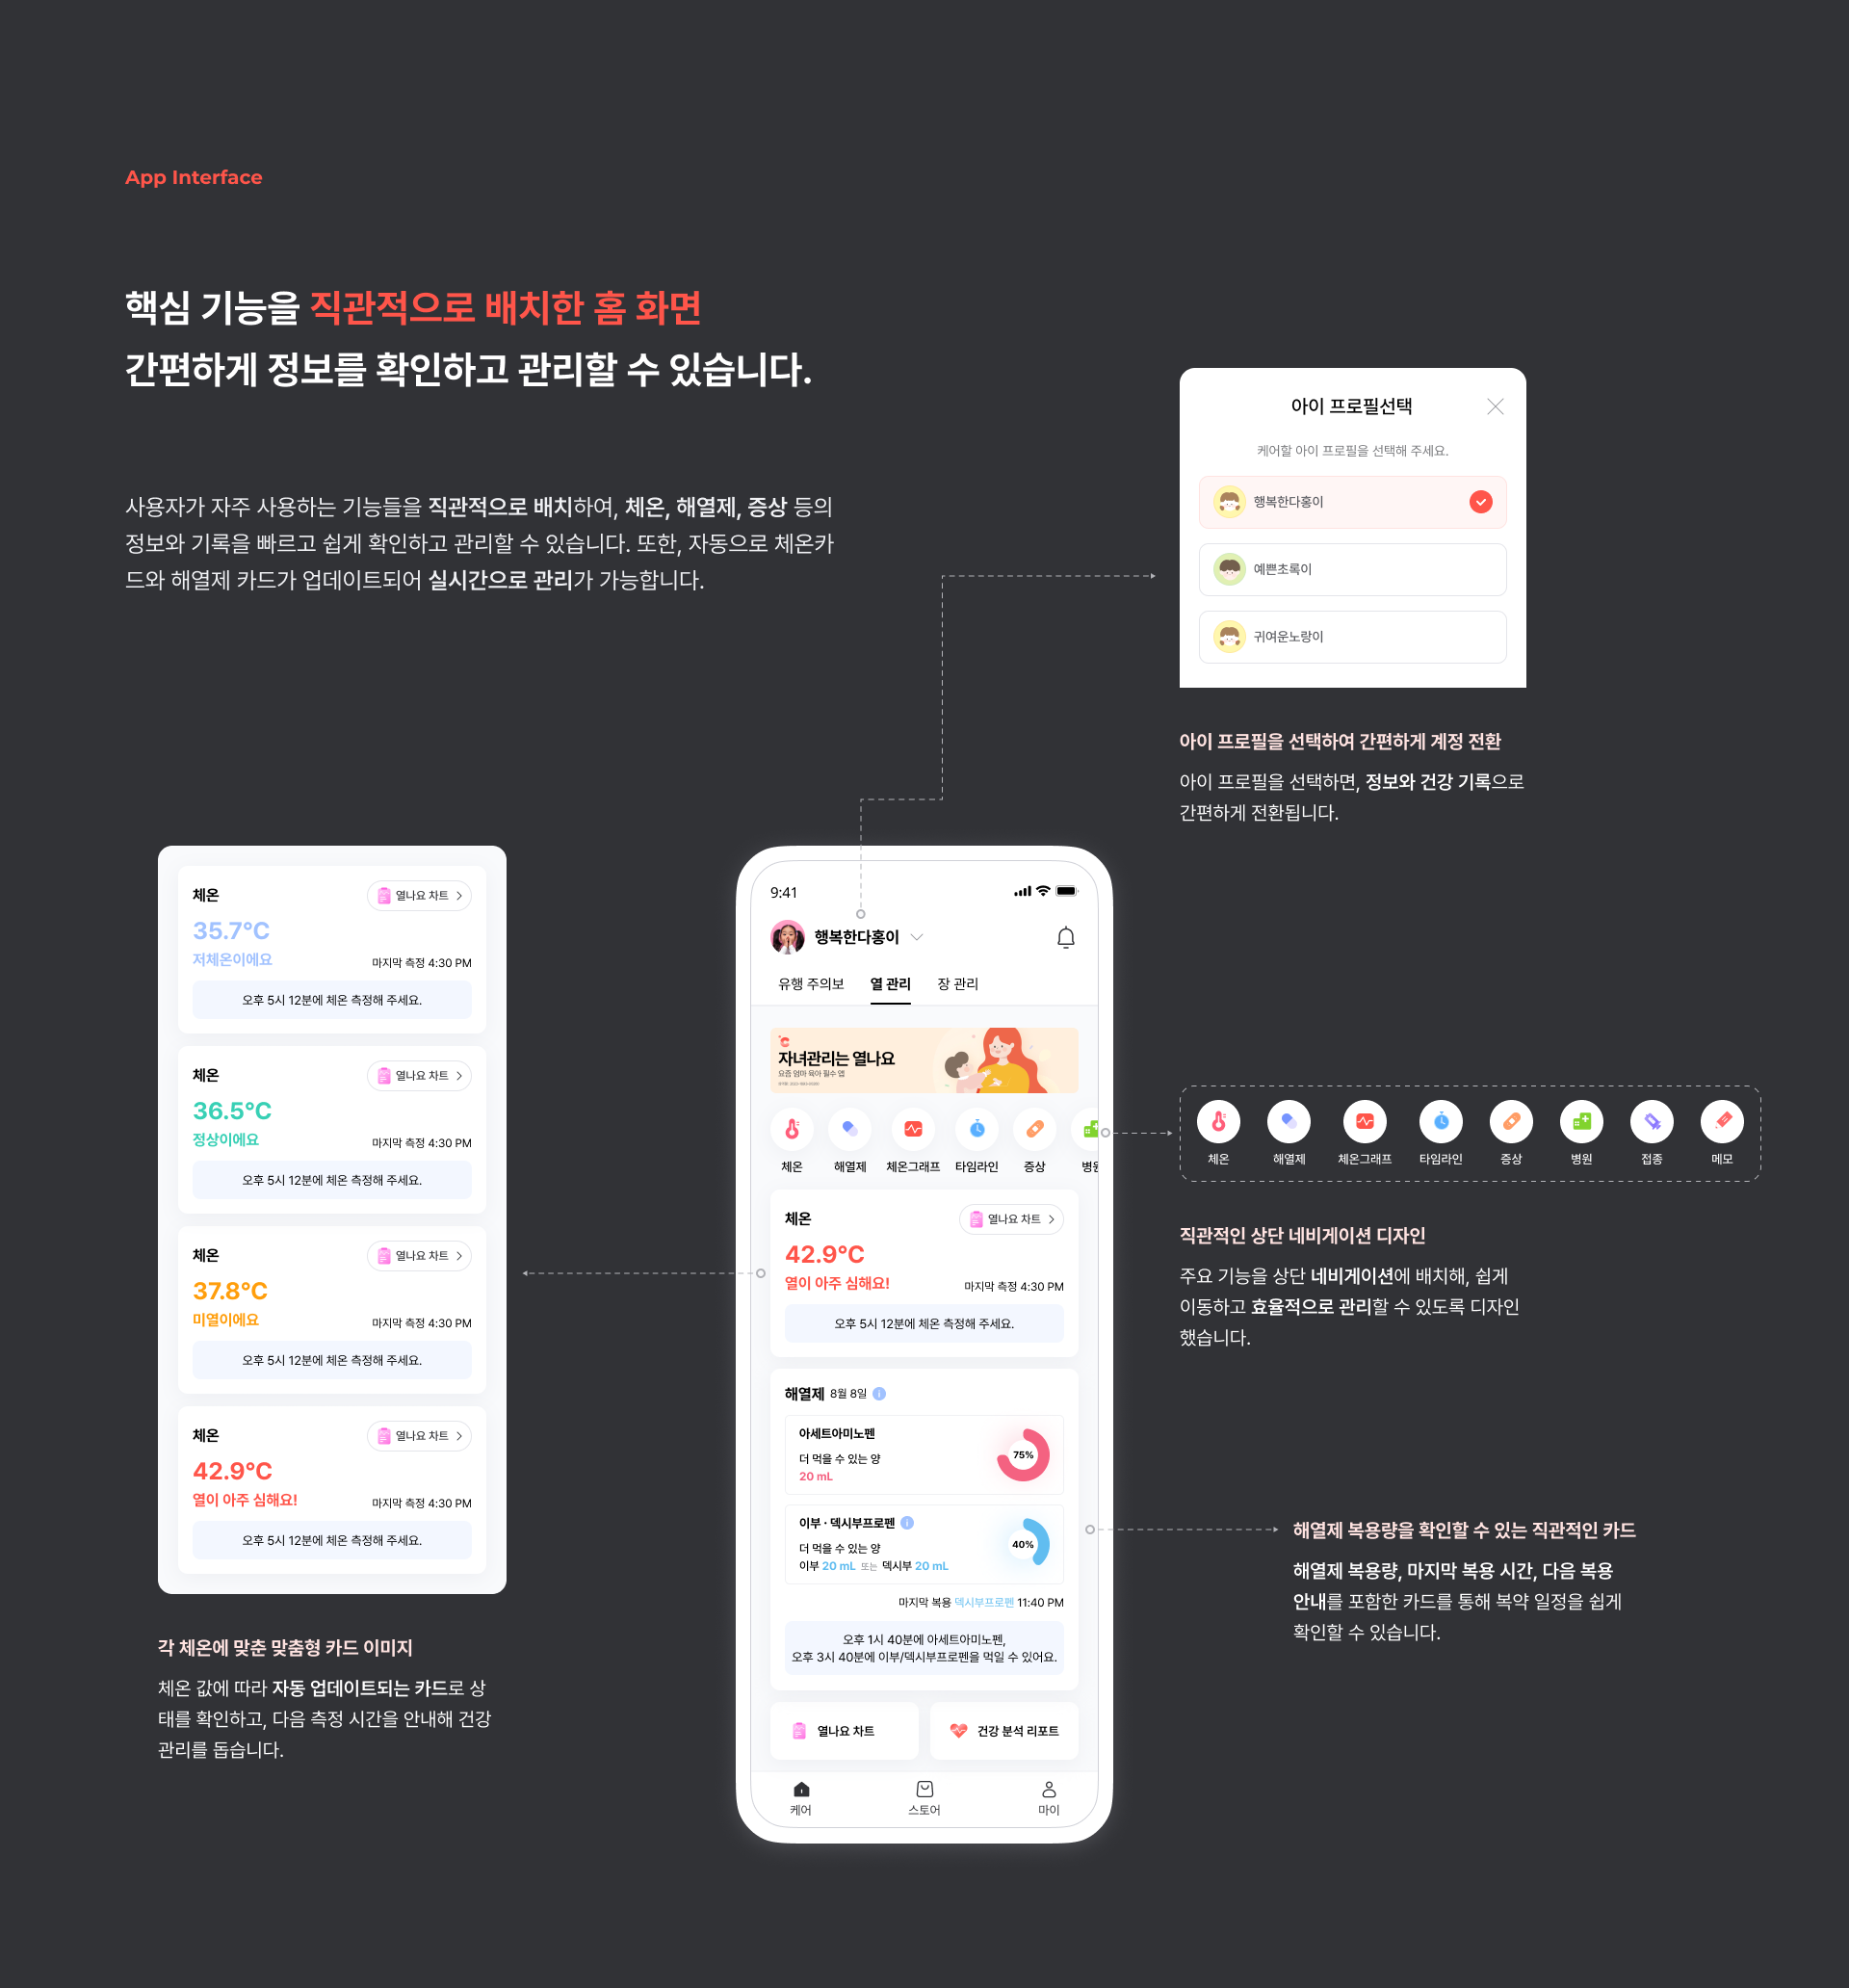 App Interface
핵심 기능을 직관적으로 배치한 홈 화면
간편하게 정보를 확인하고 관리할 수 있습니다.
사용자가 자주 사용하는 기능들을 직관적으로 배치하여, 체온, 해열제, 증상 등의
정보와 기록을 빠르고 쉽게 확인하고 관리할 수 있습니다. 또한, 자동으로 체온카
드와 해열제 카드가 업데이트되어 실시간으로 관리가 가능합니다.
아이 프로필선택
케어할 아이 프로필을 선택해 주세요.
행복한다홍이
예쁜초록이
귀여운노랑이
아이 프로필을 선택하여 간편하게 계정 전환
아이 프로필을 선택하면, 정보와 건강 기록으로
간편하게 전환됩니다.
체온 열나요 차트
35.7°C
저체온이에요 마지막 측정 4:30 PM
오후 5시 12분에 체온 측정해 주세요.
체온 열나요 차트
36.5°C
정상이에요 마지막 측정 4:30 PM
오후 5시 12분에 체온 측정해 주세요.
체온 열나요 차트
37.8°C
미열이에요 마지막 측정 4:30 PM
오후 5시 12분에 체온 측정해 주세요.
체온 열나요 차트
42.9°C
열이 아주 심해요! 마지막 측정 4:30 PM
오후 5시 12분에 체온 측정해 주세요.
각 체온에 맞춘 맞춤형 카드 이미지
체온 값에 따라 자동 업데이트되는 카드로 상
태를 확인하고, 다음 측정 시간을 안내해 건강
관리를 돕습니다.
9:41
행복한다홍이
유행 주의보 열 관리 장 관리
자녀관리는 열나요
요즘 엄마 육아 필수 앱
체온 해열제 체온그래프 타임라인 증상 병원
체온 열나요 차트
42.9°C
열이 아주 심해요! 마지막 측정 4:30 PM
오후 5시 12분에 체온 측정해 주세요.
해열제 8월 8일
아세트아미노펜
더 먹을 수 있는 양
20 mL
75%
이부 · 덱시부프로펜
더 먹을 수 있는 양
이부 20 mL 또는 덱시부 20 mL
40%
마지막 복용 덱시부프로펜 11:40 PM
오후 1시 40분에 아세트아미노펜,
오후 3시 40분에 이부/덱시부프로펜을 먹일 수 있어요.
열나요 차트 건강 분석 리포트
케어 스토어 마이
체온 해열제 체온그래프 타임라인 증상 병원 접종 메모
직관적인 상단 네비게이션 디자인
주요 기능을 상단 네비게이션에 배치해, 쉽게
이동하고 효율적으로 관리할 수 있도록 디자인
했습니다.
해열제 복용량을 확인할 수 있는 직관적인 카드
해열제 복용량, 마지막 복용 시간, 다음 복용
안내를 포함한 카드를 통해 복약 일정을 쉽게
확인할 수 있습니다.